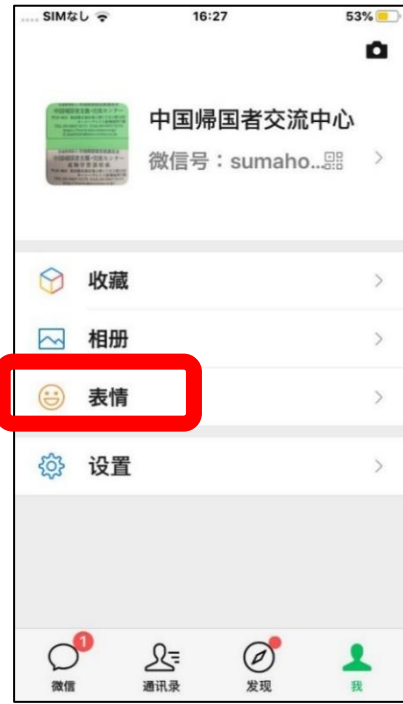 SIMなし 16:27 53%
中国帰国者交流中心
微信号：sumaho...
收藏
相册
表情
设置
1
微信 通讯录 发现 我